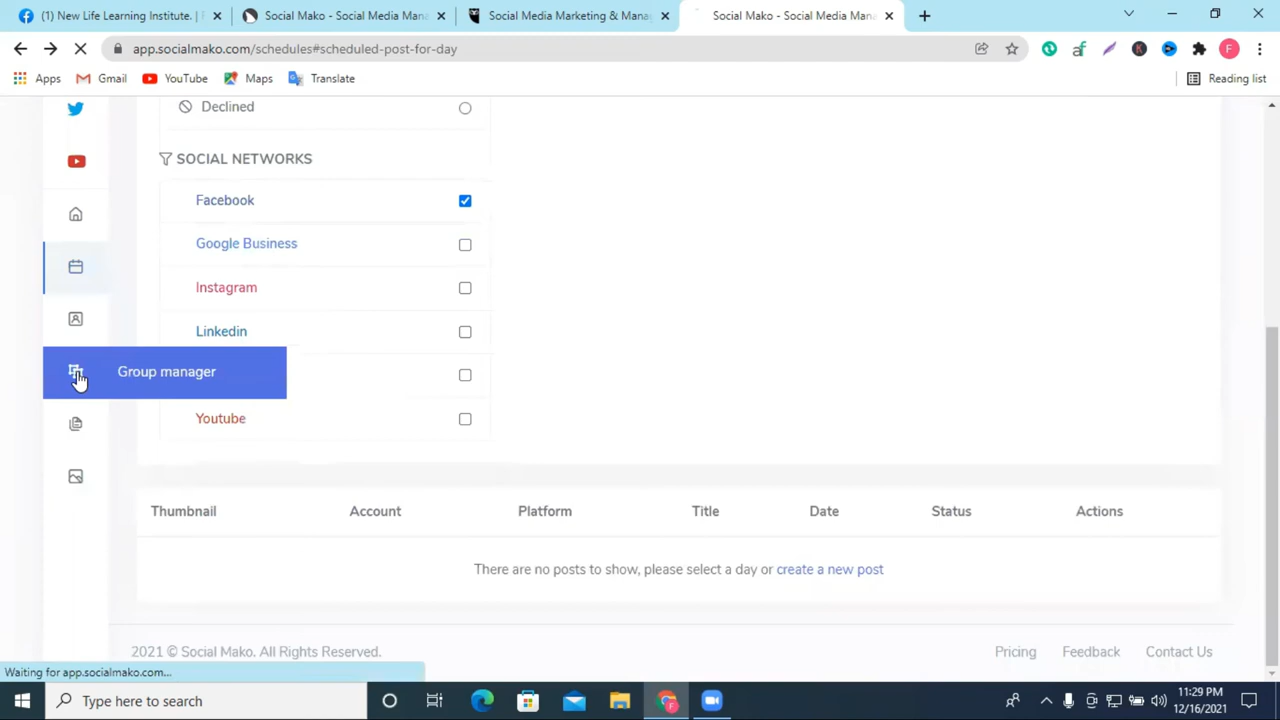 (1) New Life Learning Institute. | F
Social Mako - Social Media Man
Social Media Marketing & Mana
Social Mako - Social Media Mana
app.socialmako.com/schedules#scheduled-post-for-day
Apps
Gmail
YouTube
Maps
Translate
Reading list
Declined
SOCIAL NETWORKS
Facebook
Google Business
Instagram
Linkedin
Group manager
Youtube
Thumbnail Account Platform Title Date Status Actions
There are no posts to show, please select a day or create a new post
2021 © Social Mako. All Rights Reserved.
Pricing Feedback Contact Us
Waiting for app.socialmako.com...
Type here to search
11:29 PM
12/16/2021